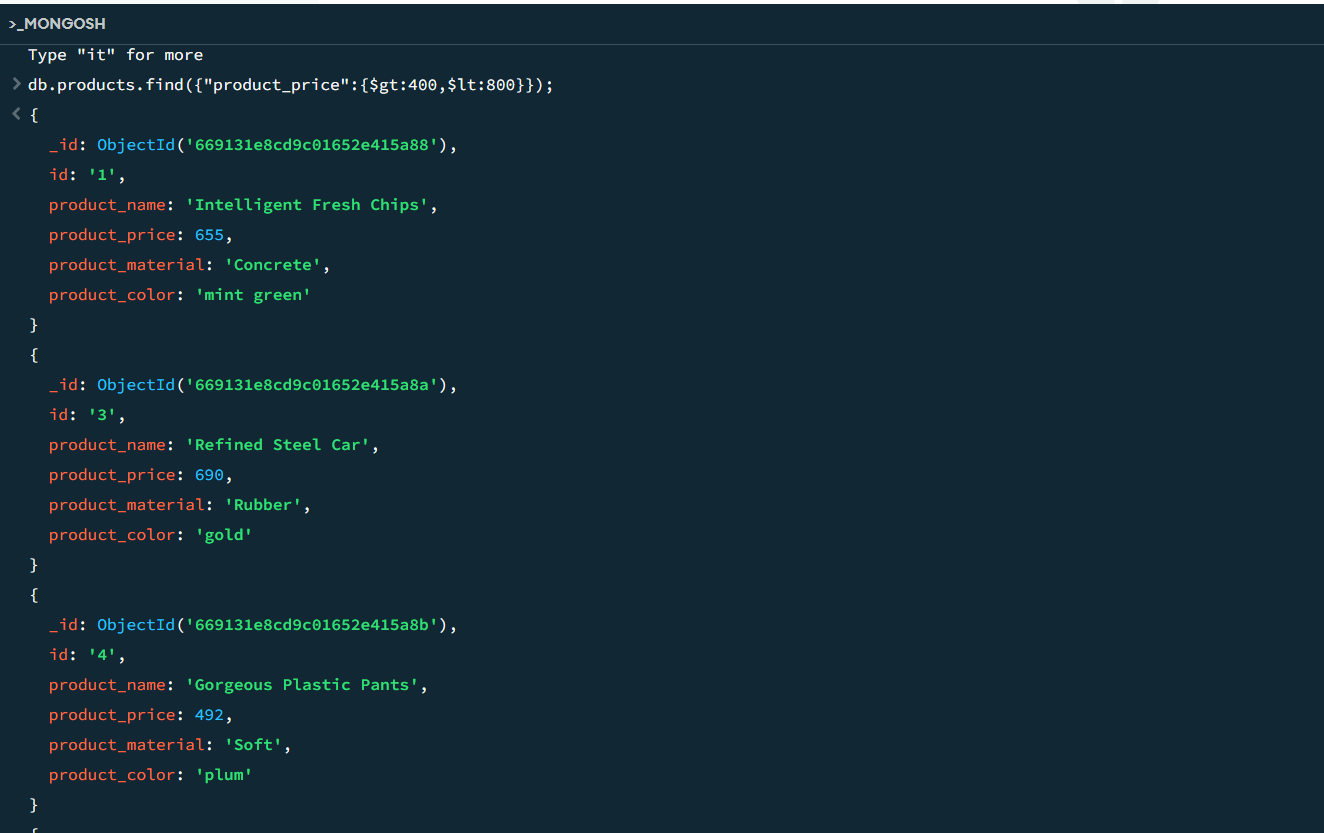 >_MONGOSH
Type "it" for more
> db.products.find({"product_price":{$gt:400,$lt:800}});
< {
_id: ObjectId('669131e8cd9c01652e415a88'),
id: '1',
product_name: 'Intelligent Fresh Chips',
product_price: 655,
product_material: 'Concrete',
product_color: 'mint green'
}
{
_id: ObjectId('669131e8cd9c01652e415a8a'),
id: '3',
product_name: 'Refined Steel Car',
product_price: 690,
product_material: 'Rubber',
product_color: 'gold'
}
{
_id: ObjectId('669131e8cd9c01652e415a8b'),
id: '4',
product_name: 'Gorgeous Plastic Pants',
product_price: 492,
product_material: 'Soft',
product_color: 'plum'
}
{